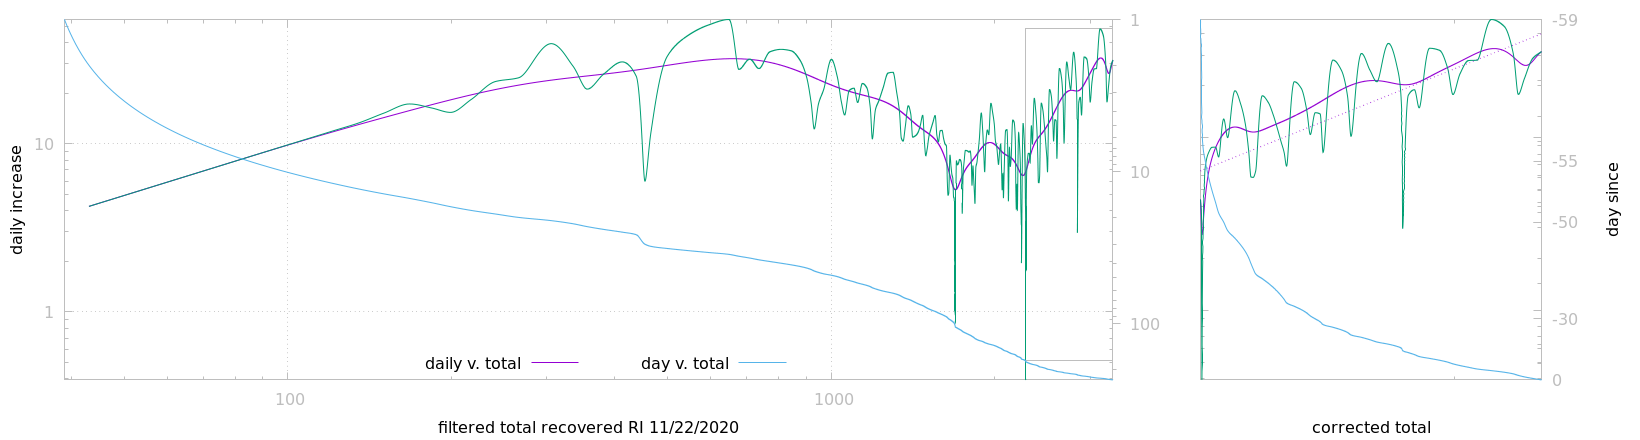 daily increase
10
1
100
1000
daily v. total
day v. total
1
10
100
filtered total recovered RI 11/22/2020
-59
-55
-50
-30
0
day since
corrected total